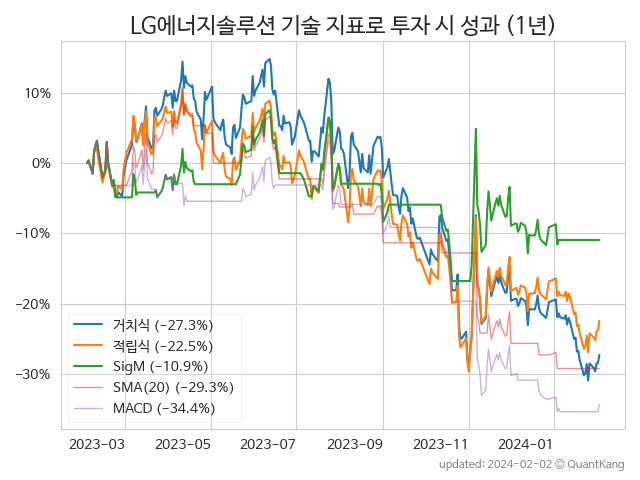 LG에너지솔루션 기술 지표로 투자 시 성과 (1년)
10%
0%
−10%
−20%
−30%
거치식 (−27.3%)
적립식 (−22.5%)
SigM (−10.9%)
SMA(20) (−29.3%)
MACD (−34.4%)
2023−03 2023−05 2023−07 2023−09 2023−11 2024−01
updated: 2024−02−02 © QuantKang